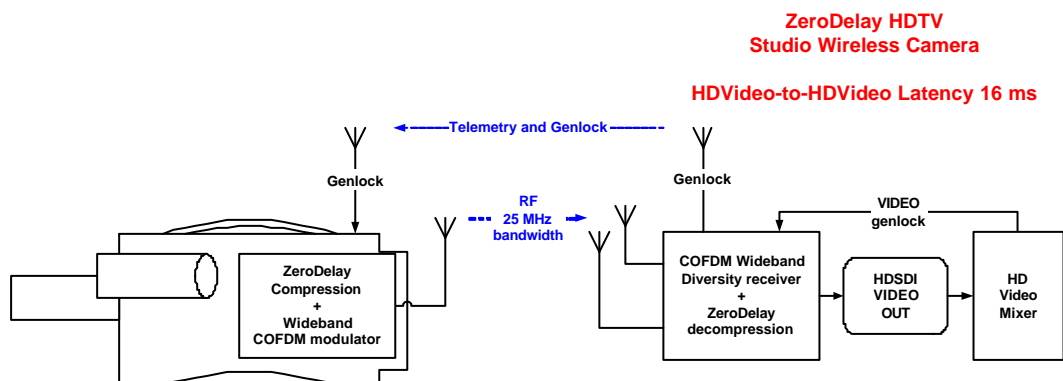 ZeroDelay HDTV
Studio Wireless Camera
HDVideo-to-HDVideo Latency 16 ms
Telemetry and Genlock
Genlock
Genlock
RF
25 MHz
bandwidth
VIDEO
genlock
ZeroDelay
Compression
+
Wideband
COFDM modulator
COFDM Wideband
Diversity receiver
+
ZeroDelay
decompression
HDSDI
VIDEO
OUT
HD
Video
Mixer